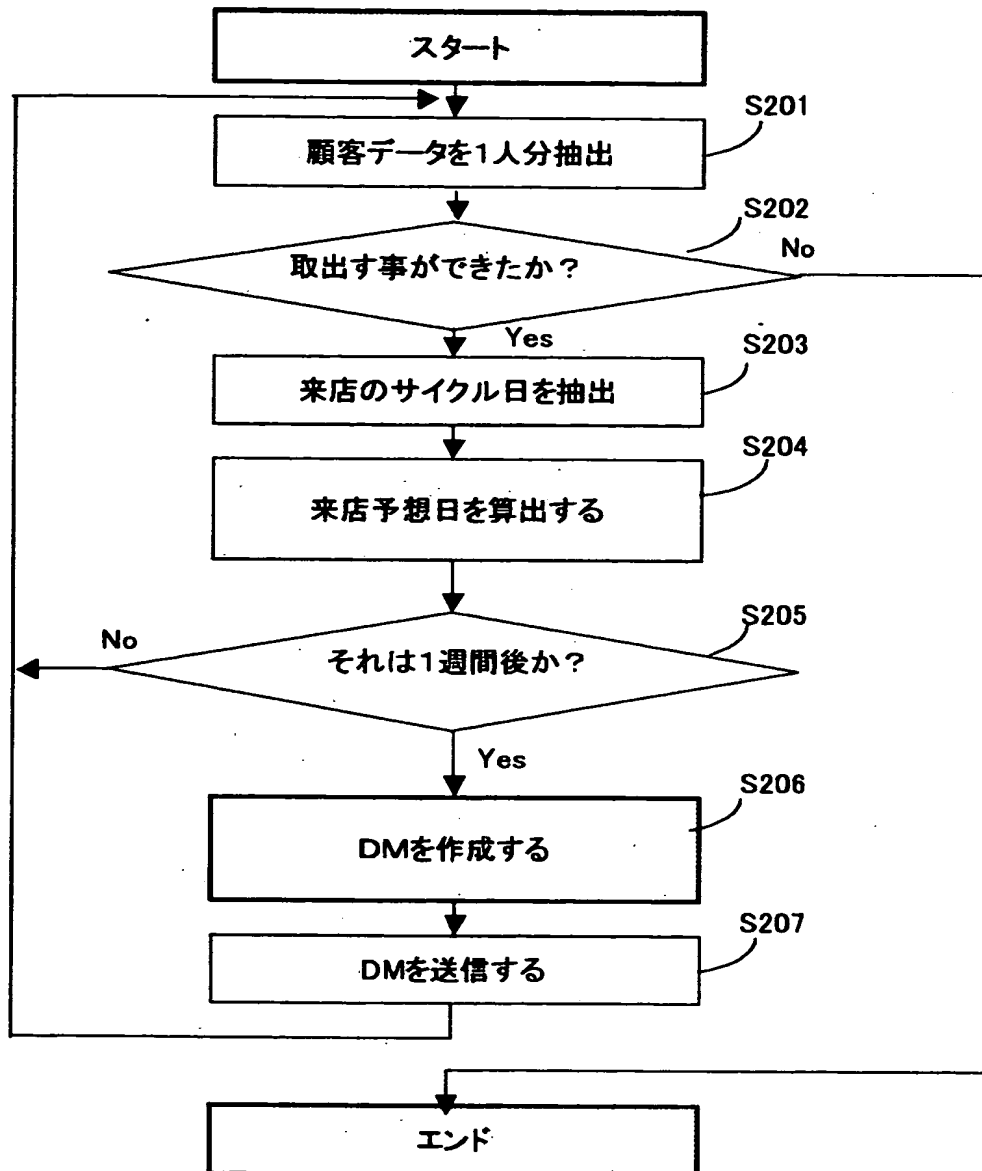 スタート
S201
顧客データを1人分抽出
S202
取出す事ができたか？
No
Yes
S203
来店のサイクル日を抽出
S204
来店予想日を算出する
S205
No
それは1週間後か？
Yes
S206
DMを作成する
S207
DMを送信する
エンド